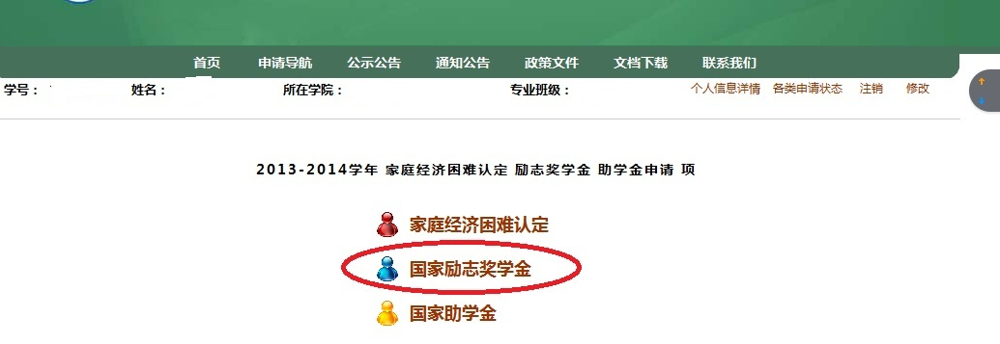 首页 申请导航 公示公告 通知公告 政策文件 文档下载 联系我们
学号： 姓名： 所在学院： 专业班级： 个人信息详情 各类申请状态 注销 修改
2013-2014学年 家庭经济困难认定 励志奖学金 助学金申请 项
家庭经济困难认定
国家励志奖学金
国家助学金